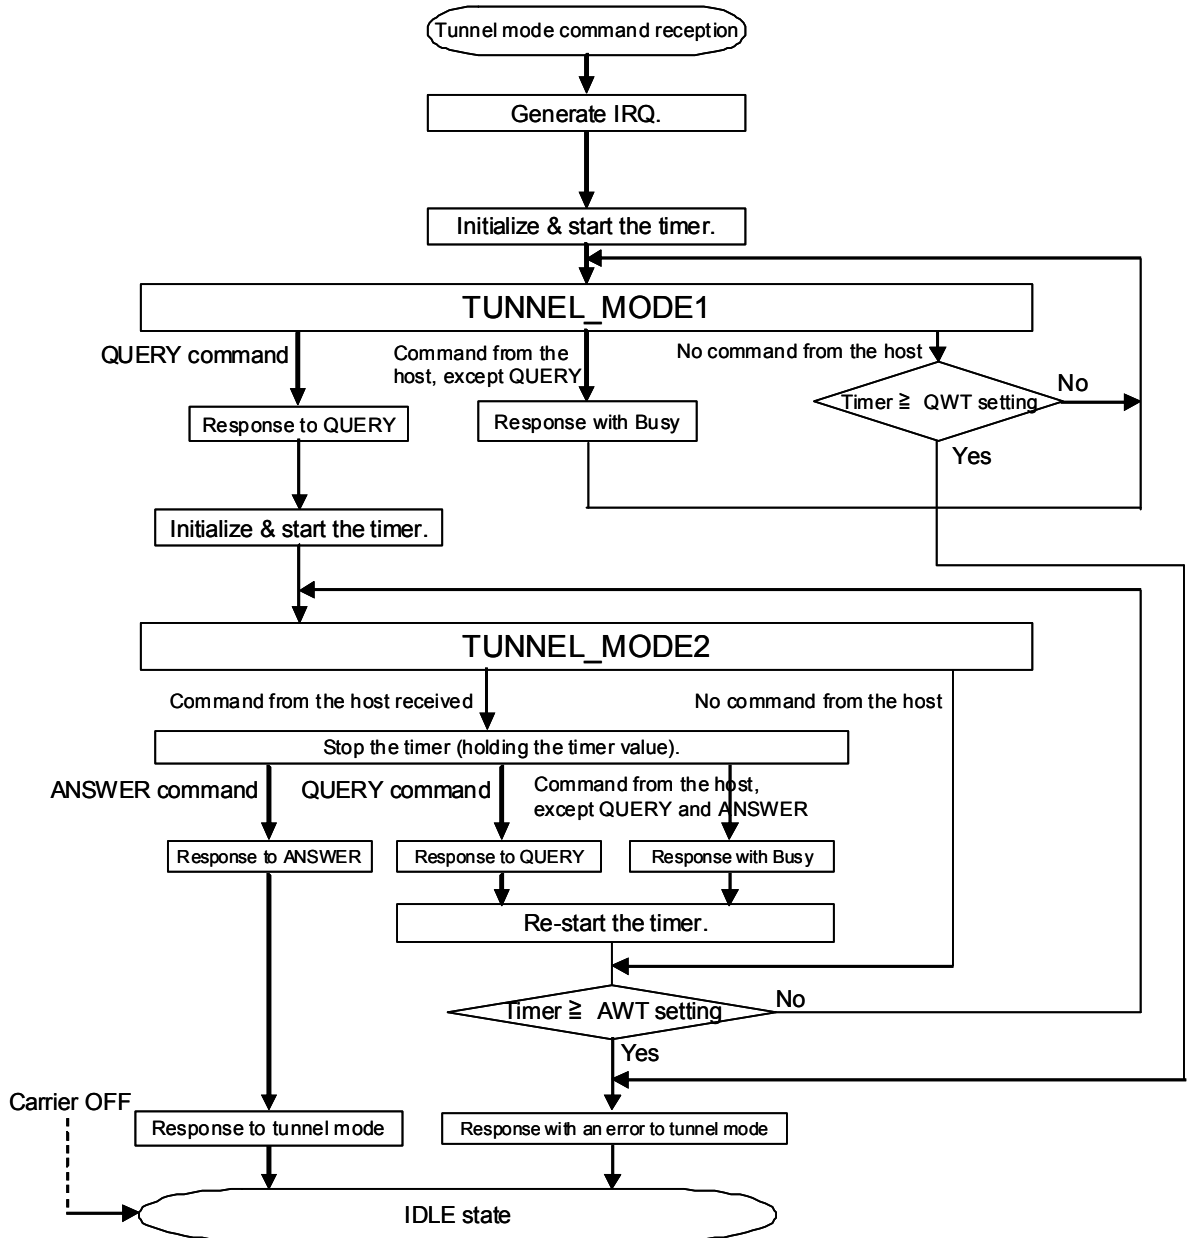 Tunnel mode command reception
Generate IRQ.
Initialize & start the timer.
TUNNEL_MODE1
QUERY command
Command from the
host, except QUERY
No command from the host
Timer ≧ QWT setting
No
Yes
Response to QUERY
Response with Busy
Initialize & start the timer.
TUNNEL_MODE2
Command from the host received
No command from the host
Stop the timer (holding the timer value).
ANSWER command
QUERY command
Command from the host,
except QUERY and ANSWER
Response to ANSWER
Response to QUERY
Response with Busy
Re-start the timer.
Timer ≧ AWT setting
No
Yes
Carrier OFF
Response to tunnel mode
Response with an error to tunnel mode
IDLE state